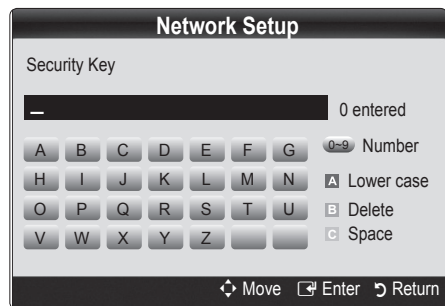 Network Setup
Security Key
_
0 entered
A B C D E F G 0~9 Number
H I J K L M N A Lower case
O P Q R S T U B Delete
V W X Y Z C Space
Move Enter Return